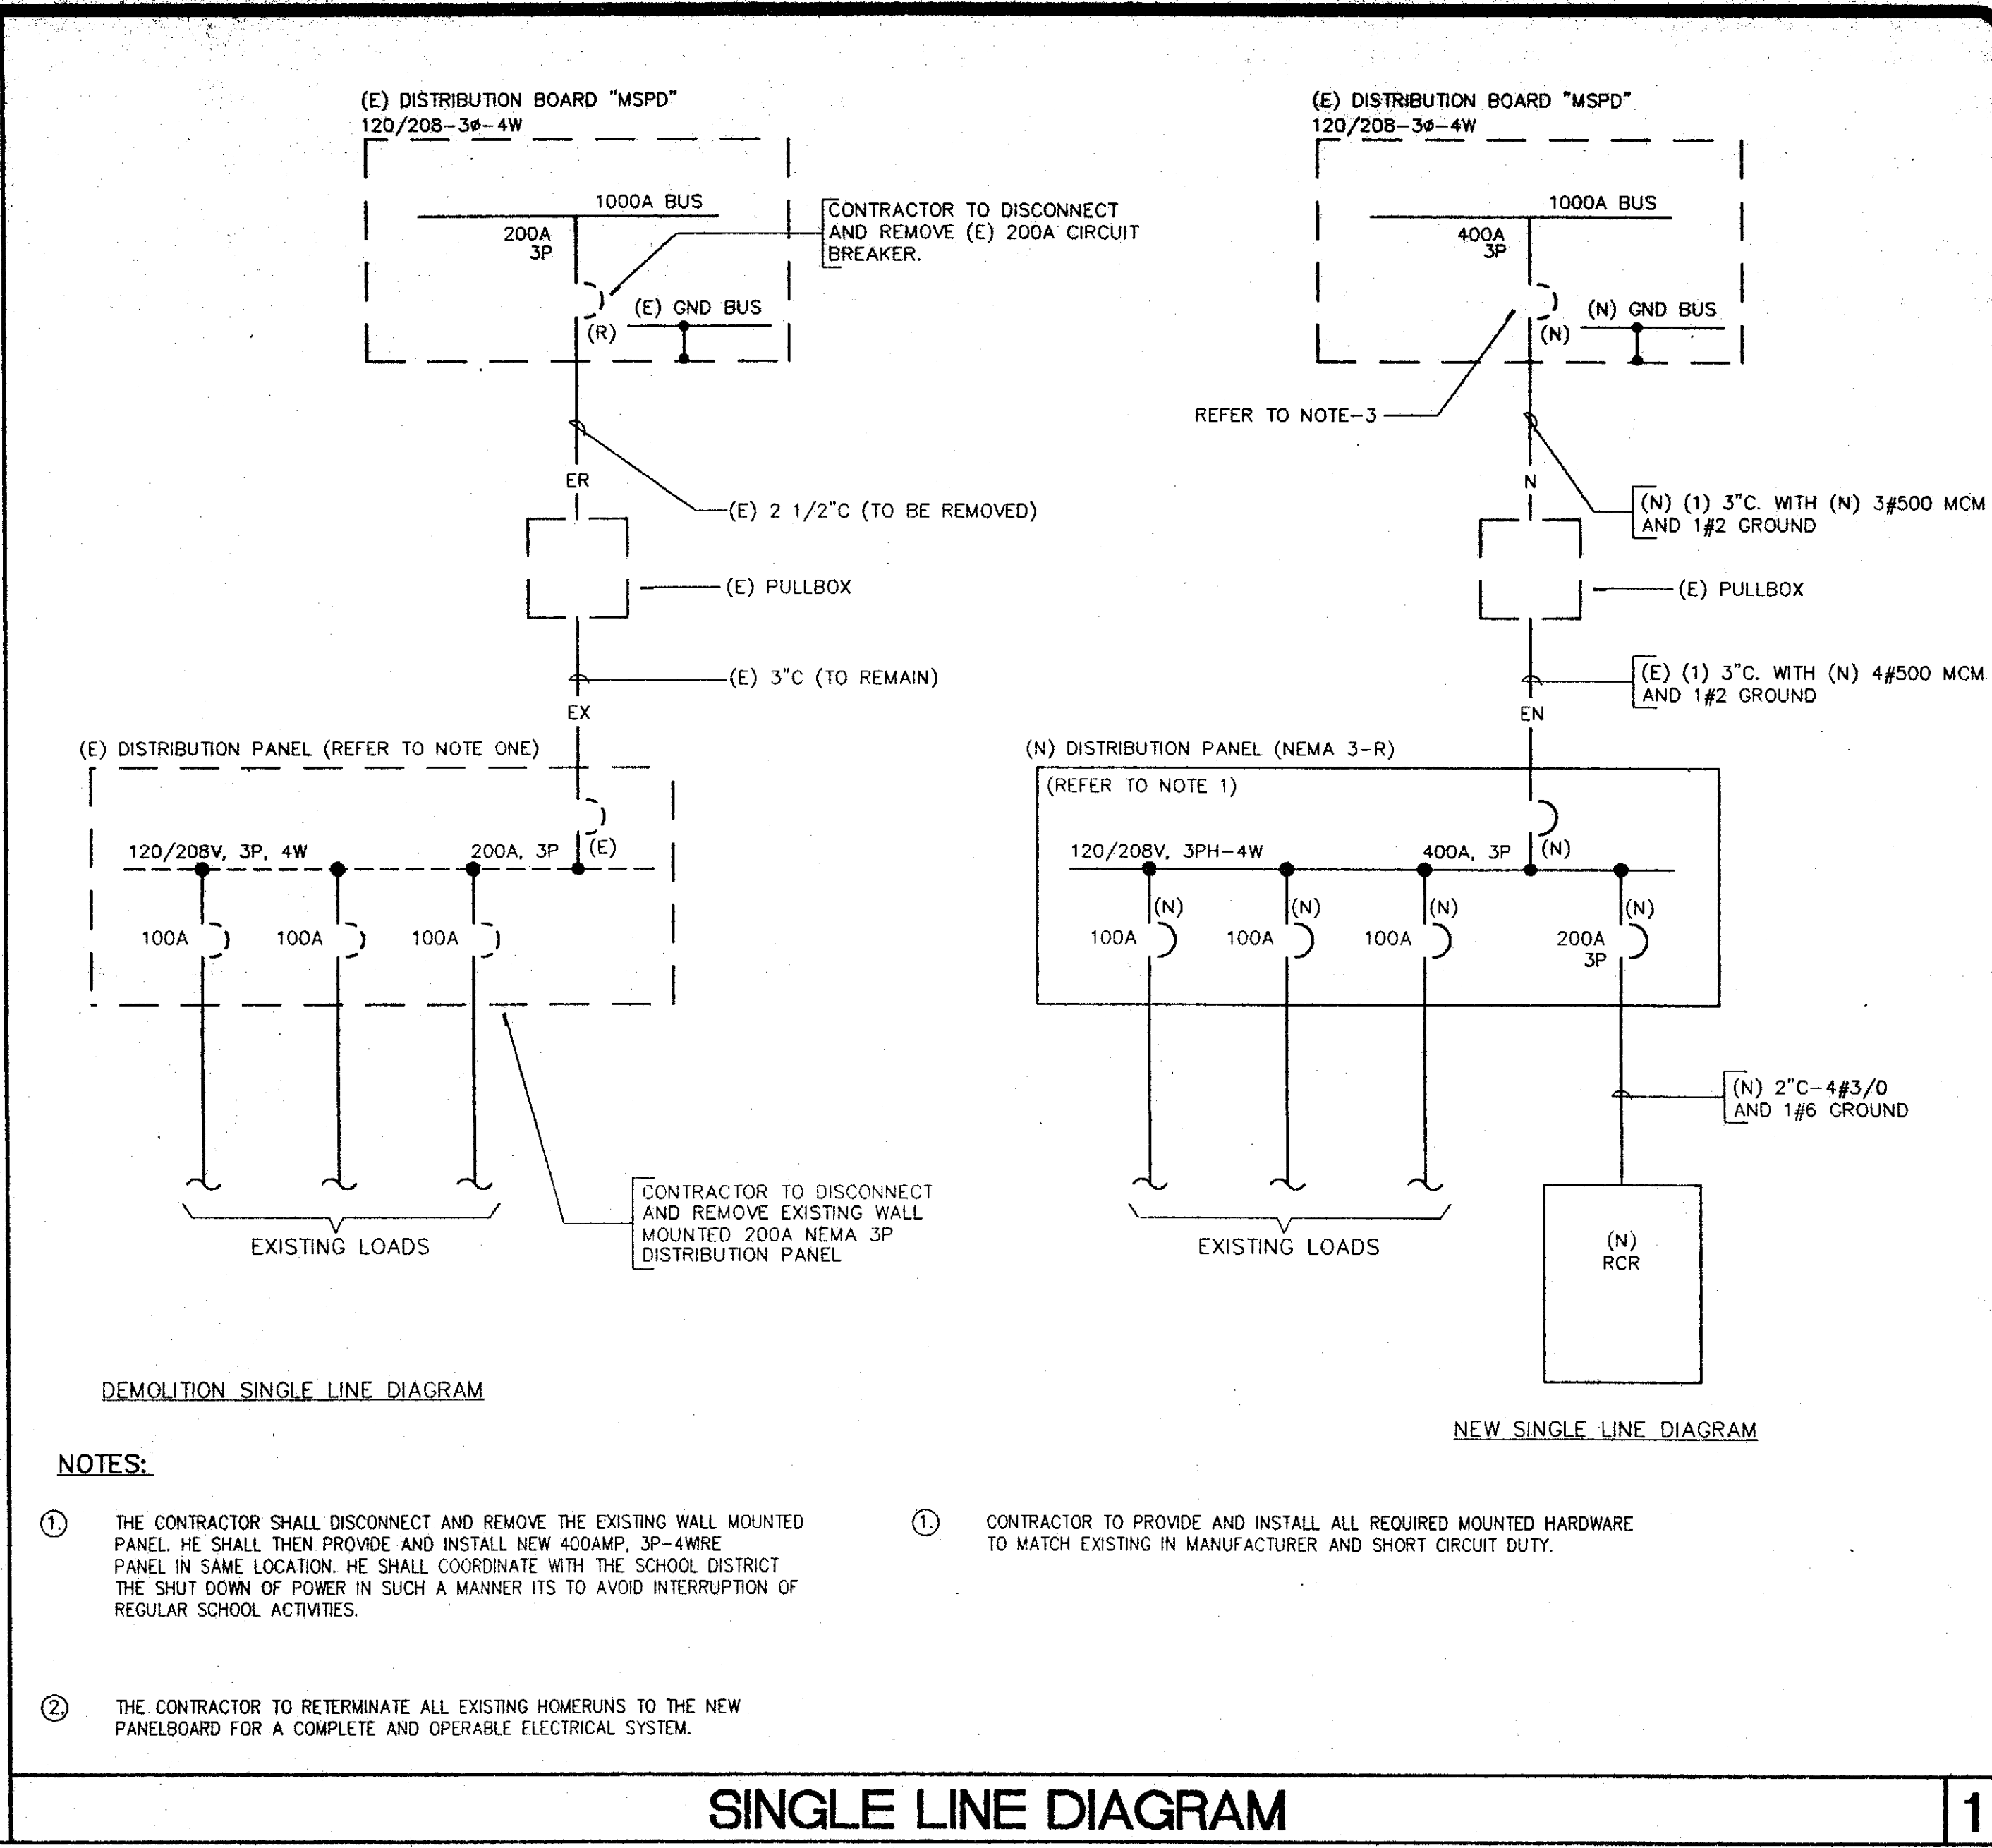 (E) DISTRIBUTION BOARD "MSPD"
120/208-3ø-4W
1000A BUS
200A
3P
CONTRACTOR TO DISCONNECT
AND REMOVE (E) 200A CIRCUIT
BREAKER.
(E) GND BUS
(R)
ER
(E) 2 1/2"C (TO BE REMOVED)
(E) PULLBOX
(E) 3"C (TO REMAIN)
EX
(E) DISTRIBUTION PANEL (REFER TO NOTE ONE)
120/208V, 3P, 4W
200A, 3P
(E)
100A
100A
100A
CONTRACTOR TO DISCONNECT
AND REMOVE EXISTING WALL
MOUNTED 200A NEMA 3P
DISTRIBUTION PANEL
EXISTING LOADS
DEMOLITION SINGLE LINE DIAGRAM
(E) DISTRIBUTION BOARD "MSPD"
120/208-3ø-4W
1000A BUS
400A
3P
(N) GND BUS
(N)
REFER TO NOTE-3
N
(N) (1) 3"C. WITH (N) 3#500 MCM
AND 1#2 GROUND
(E) PULLBOX
(E) (1) 3"C. WITH (N) 4#500 MCM
AND 1#2 GROUND
EN
(N) DISTRIBUTION PANEL (NEMA 3-R)
(REFER TO NOTE 1)
120/208V, 3PH-4W
400A, 3P
(N)
(N)
(N)
(N)
(N)
100A
100A
100A
200A
3P
(N) 2"C-4#3/0
AND 1#6 GROUND
EXISTING LOADS
(N)
RCR
NEW SINGLE LINE DIAGRAM
NOTES:
1. THE CONTRACTOR SHALL DISCONNECT AND REMOVE THE EXISTING WALL MOUNTED
PANEL. HE SHALL THEN PROVIDE AND INSTALL NEW 400AMP, 3P-4WIRE
PANEL IN SAME LOCATION. HE SHALL COORDINATE WITH THE SCHOOL DISTRICT
THE SHUT DOWN OF POWER IN SUCH A MANNER ITS TO AVOID INTERRUPTION OF
REGULAR SCHOOL ACTIVITIES.
2. THE CONTRACTOR TO RETERMINATE ALL EXISTING HOMERUNS TO THE NEW
PANELBOARD FOR A COMPLETE AND OPERABLE ELECTRICAL SYSTEM.
1. CONTRACTOR TO PROVIDE AND INSTALL ALL REQUIRED MOUNTED HARDWARE
TO MATCH EXISTING IN MANUFACTURER AND SHORT CIRCUIT DUTY.
SINGLE LINE DIAGRAM
1